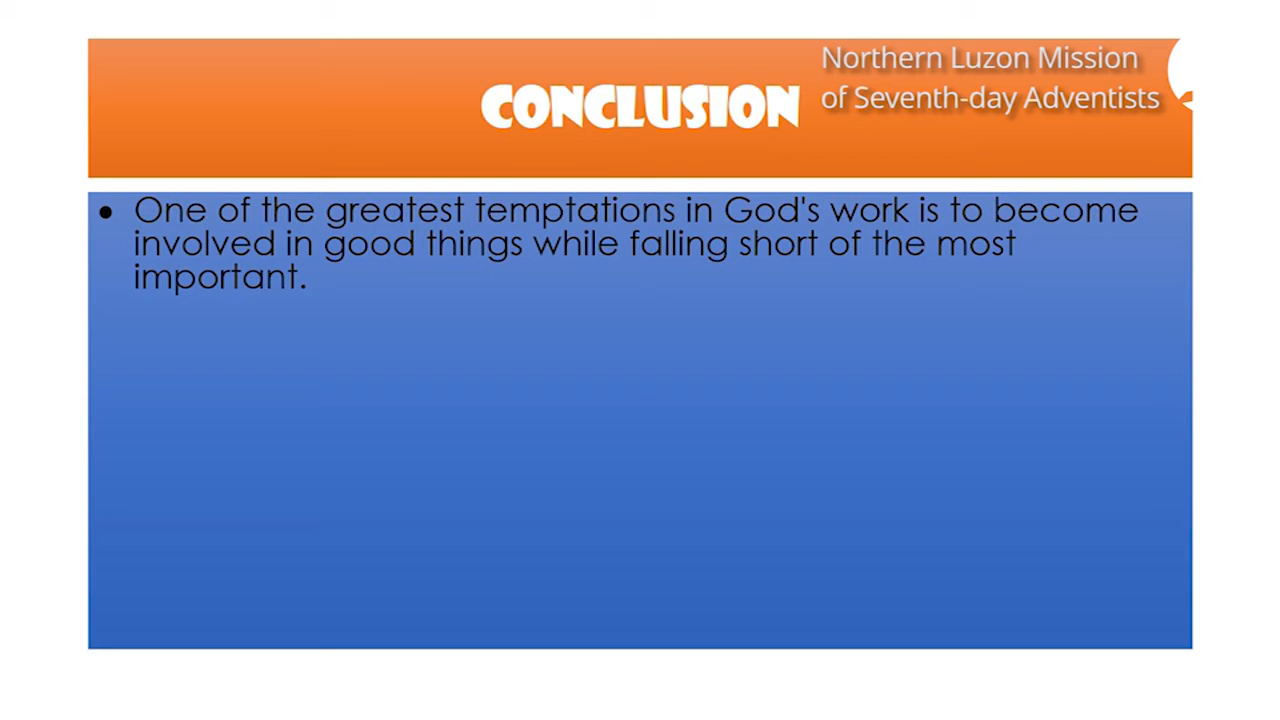 Northern Luzon Mission
of Seventh-day Adventists
CONCLUSION
• One of the greatest temptations in God's work is to become
involved in good things while falling short of the most
important.